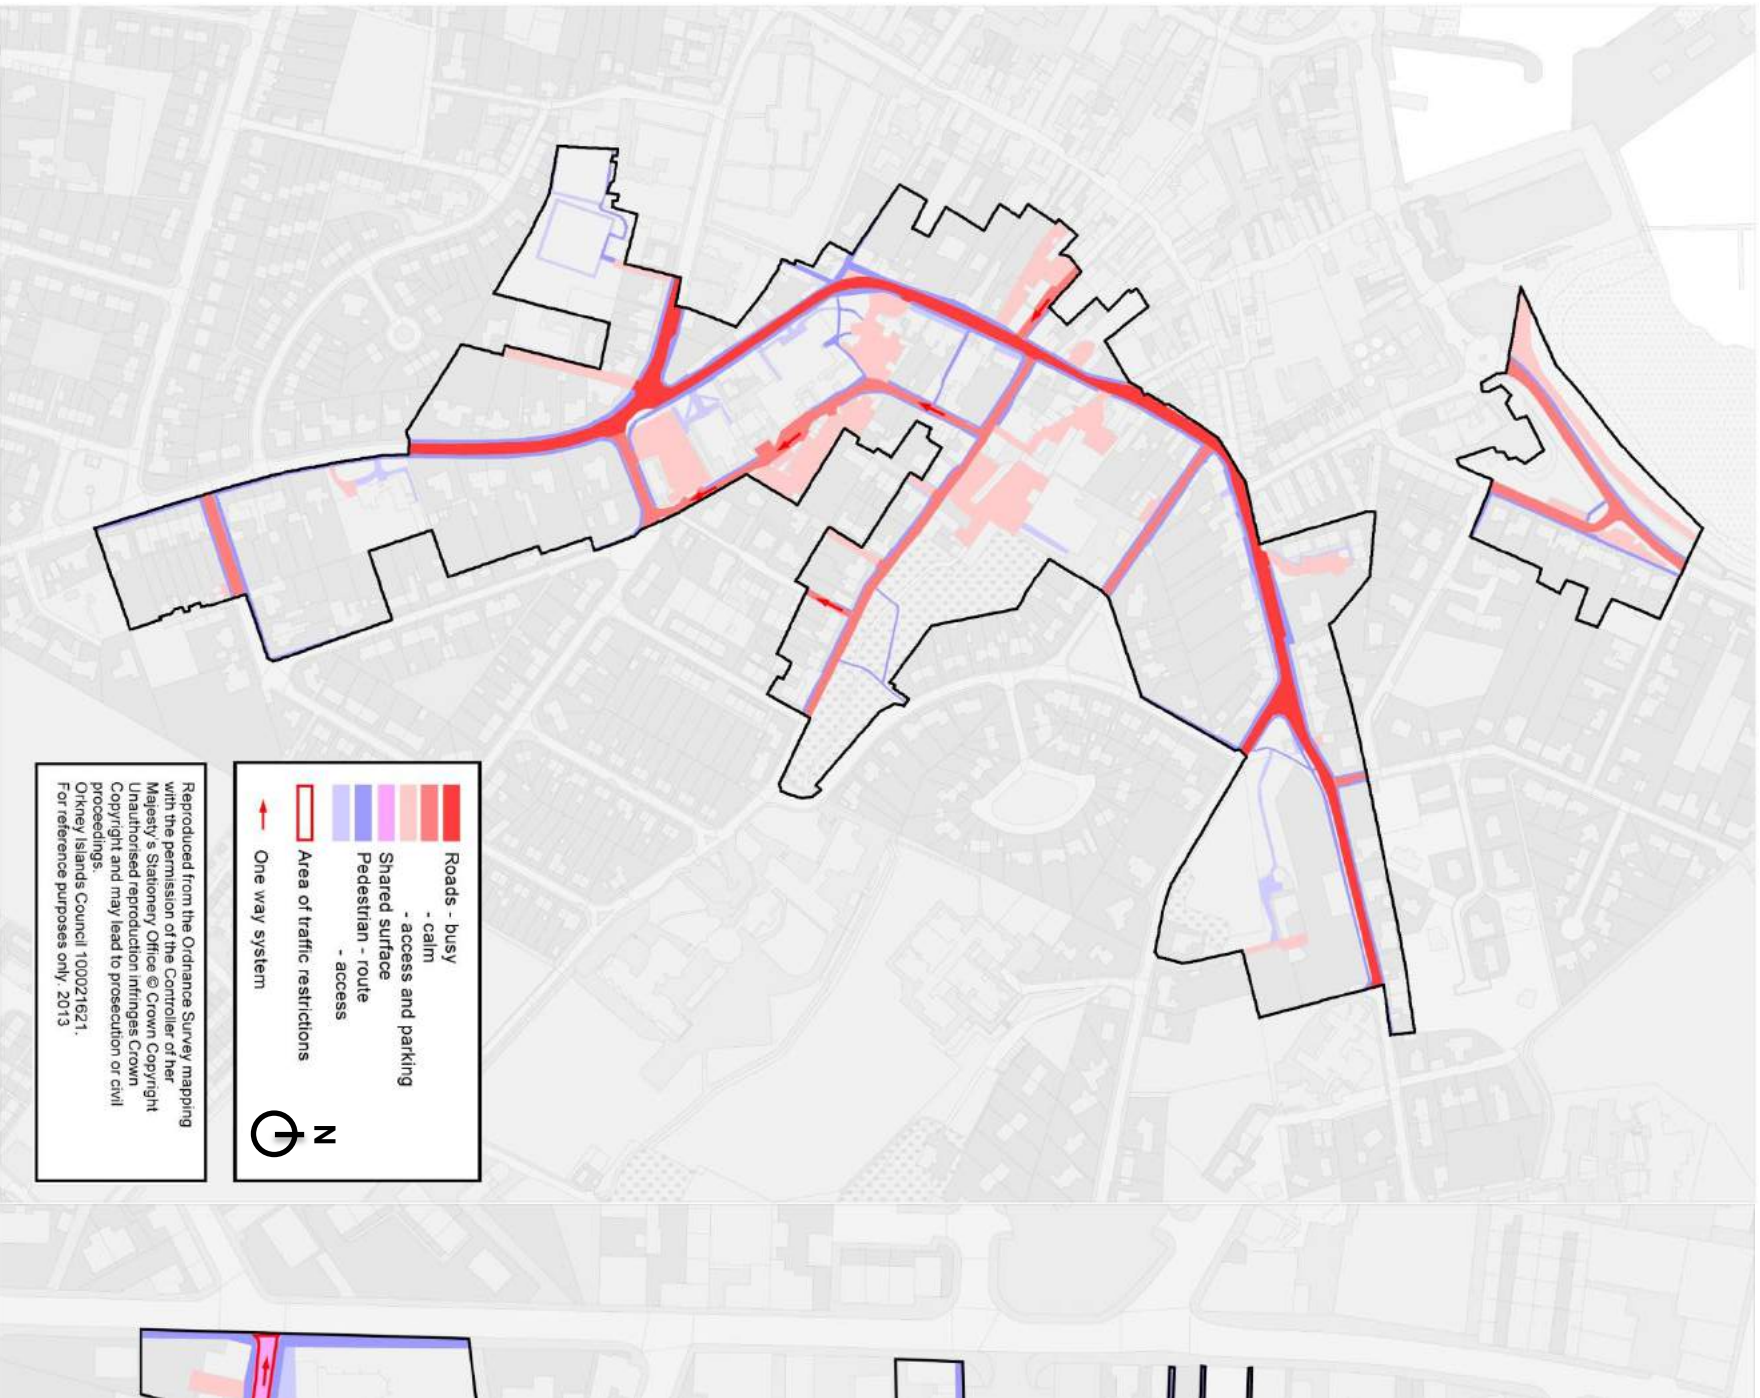 Roads - busy
- calm
- access and parking
Shared surface
Pedestrian - route
- access
Area of traffic restrictions
One way system
N
Reproduced from the Ordnance Survey mapping
with the permission of the Controller of her
Majesty's Stationery Office © Crown Copyright
Unauthorised reproduction infringes Crown
Copyright and may lead to prosecution or civil
proceedings.
Orkney Islands Council 100021621.
For reference purposes only. 2013